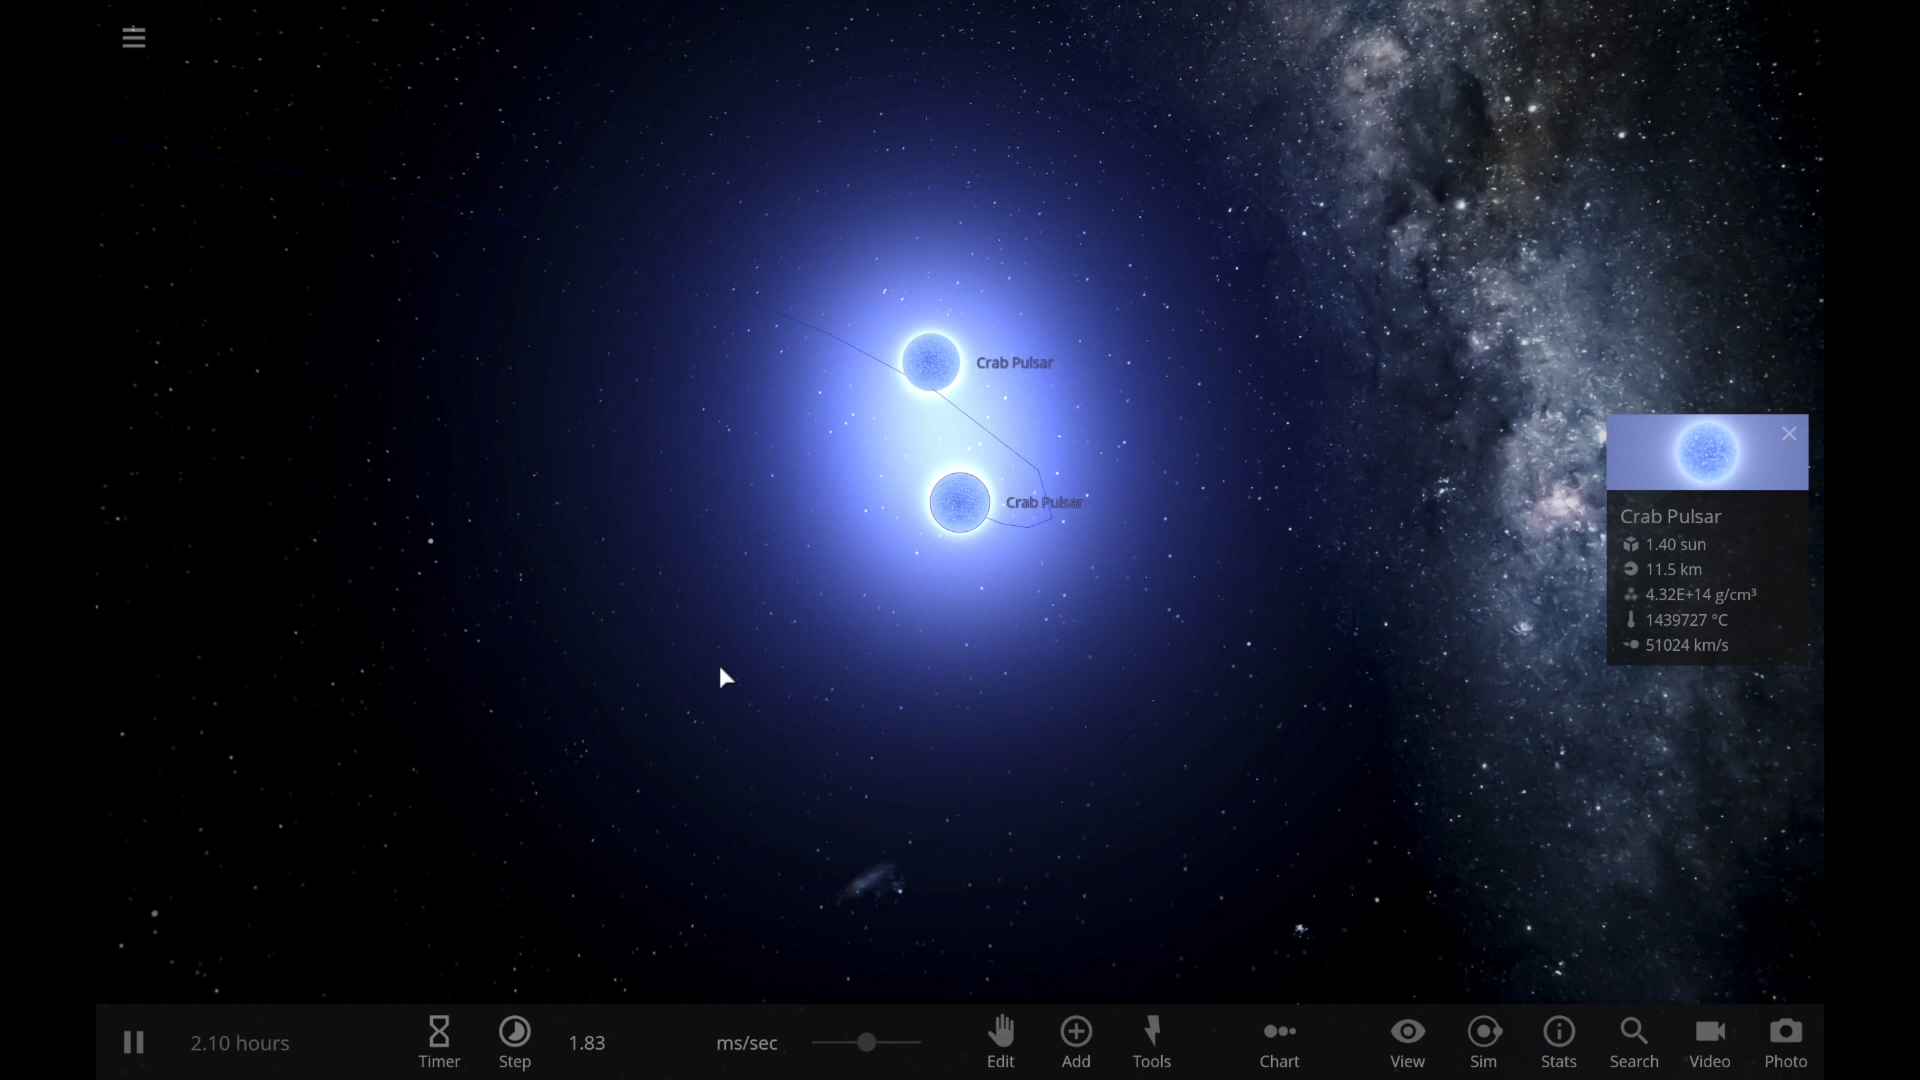 Crab Pulsar
Crab Pulsar
Crab Pulsar
1.40 sun
11.5 km
4.32E+14 g/cm³
1439727 °C
51024 km/s
2.10 hours
Timer
Step
1.83
ms/sec
Edit
Add
Tools
Chart
View
Sim
Stats
Search
Video
Photo